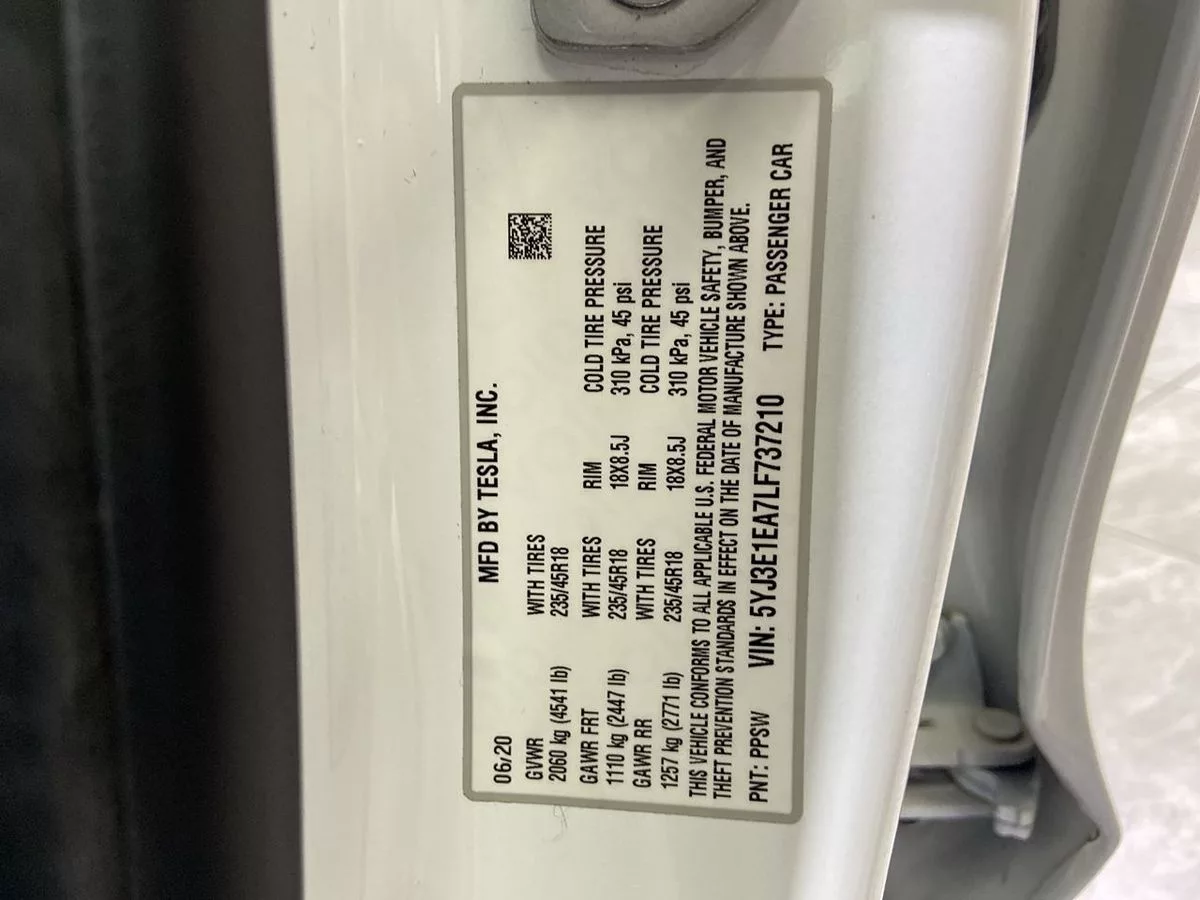 06/20 MFD BY TESLA, INC.
GVWR WITH TIRES
2060 kg (4541 lb) 235/45R18
GAWR FRT WITH TIRES RIM COLD TIRE PRESSURE
1110 kg (2447 lb) 235/45R18 18X8.5J 310 kPa, 45 psi
GAWR RR WITH TIRES RIM COLD TIRE PRESSURE
1257 kg (2771 lb) 235/45R18 18X8.5J 310 kPa, 45 psi
THIS VEHICLE CONFORMS TO ALL APPLICABLE U.S. FEDERAL MOTOR VEHICLE SAFETY, BUMPER, AND
THEFT PREVENTION STANDARDS IN EFFECT ON THE DATE OF MANUFACTURE SHOWN ABOVE.
PNT: PPSW VIN: 5YJ3E1EA7LF737210 TYPE: PASSENGER CAR